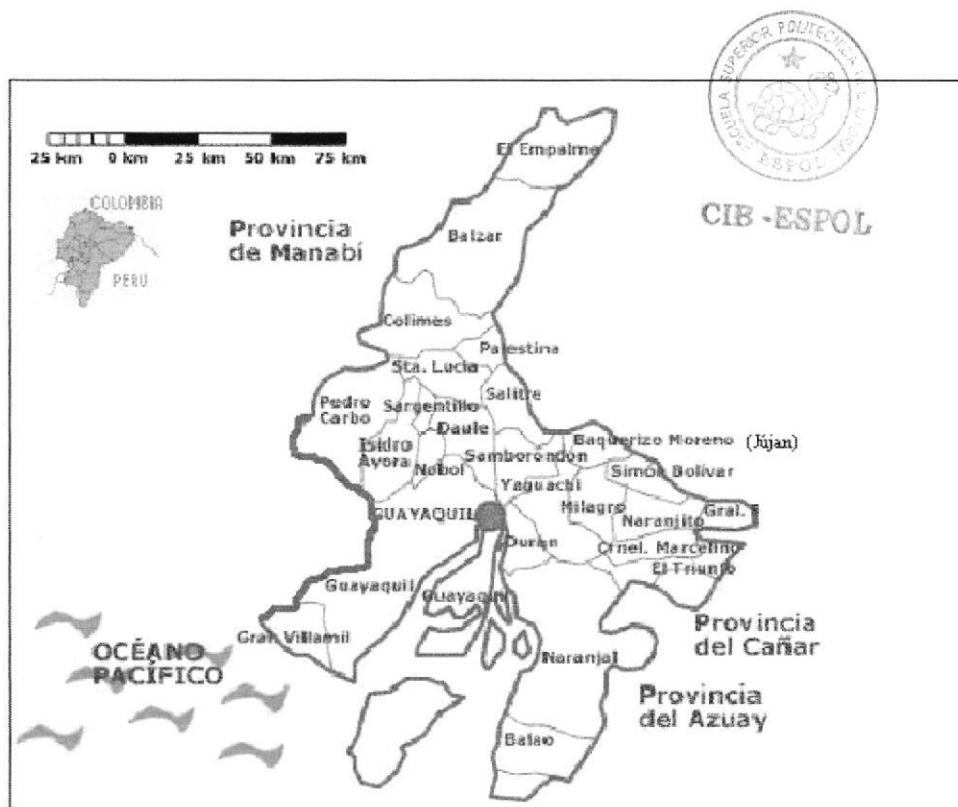 ESCUELA SUPERIOR POLITECNICA DEL LITORAL
ESPOL
CIB - ESPOL
25 km 0 km 25 km 50 km 75 km
COLOMBIA
PERU
Provincia
de Manabí
El Empalme
Balzar
Colimes
Palestina
Sta. Lucia
Salitre
Pedro
Carbo
Sargentillo
Daule
Isidro
Ayora
Nobol
Samborondon
Baquerizo Moreno (Jújan)
Simón Bolívar
Yaguachi
Milagro
Naranjito
Gral.
GUAYAQUIL
Duran
Crnel. Marcelino
El Triunfo
Guayaquil
Guayaquil
Gral. Villamil
OCÉANO
PACÍFICO
Naranjal
Provincia
del Cañar
Provincia
del Azuay
Balao